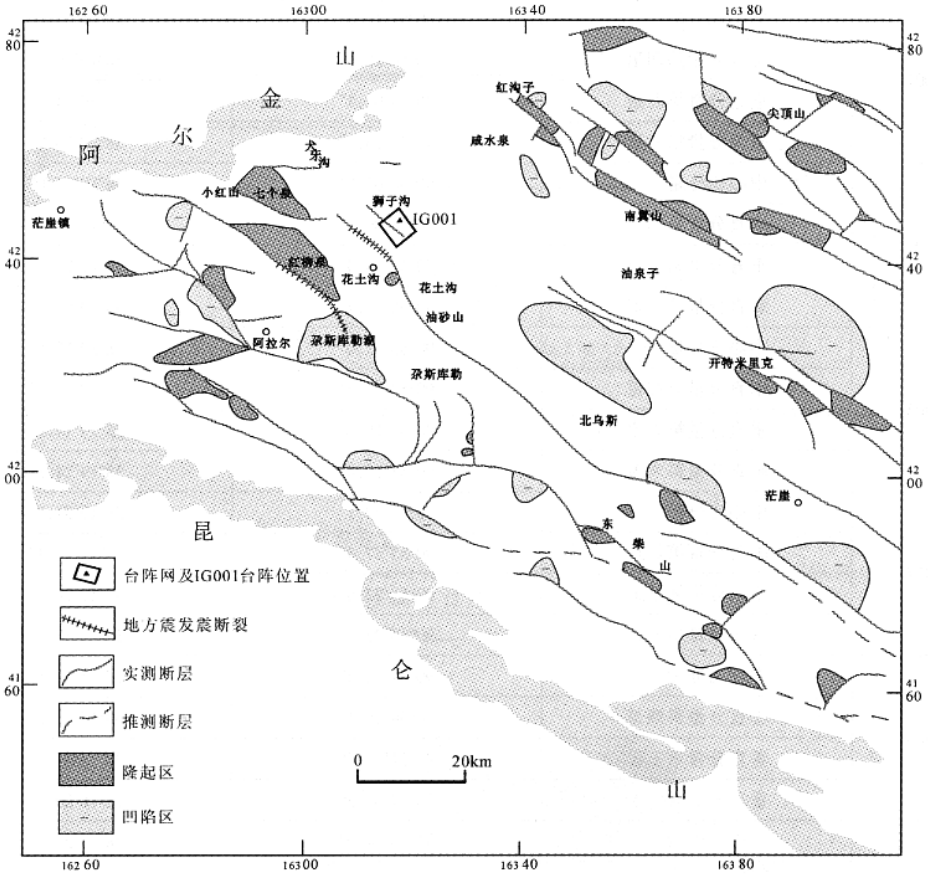 162 60
163 00
163 40
163 80
42
80
42
80
山
金
尔
阿
红沟子
尖顶山
咸水泉
犬牙沟
小红山
七个泉
狮子沟
IG001
茫崖镇
南翼山
42
40
42
40
红柳泉
花土沟
花土沟
油泉子
油砂山
阿拉尔
尕斯库勒湖
开特米里克
尕斯库勒
北乌斯
42
00
42
00
茫崖
东
柴
山
昆
仑
山
台阵网及IG001台阵位置
地方震发震断裂
实测断层
推测断层
隆起区
凹陷区
41
60
41
60
0 20km
162 60
163 00
163 40
163 80